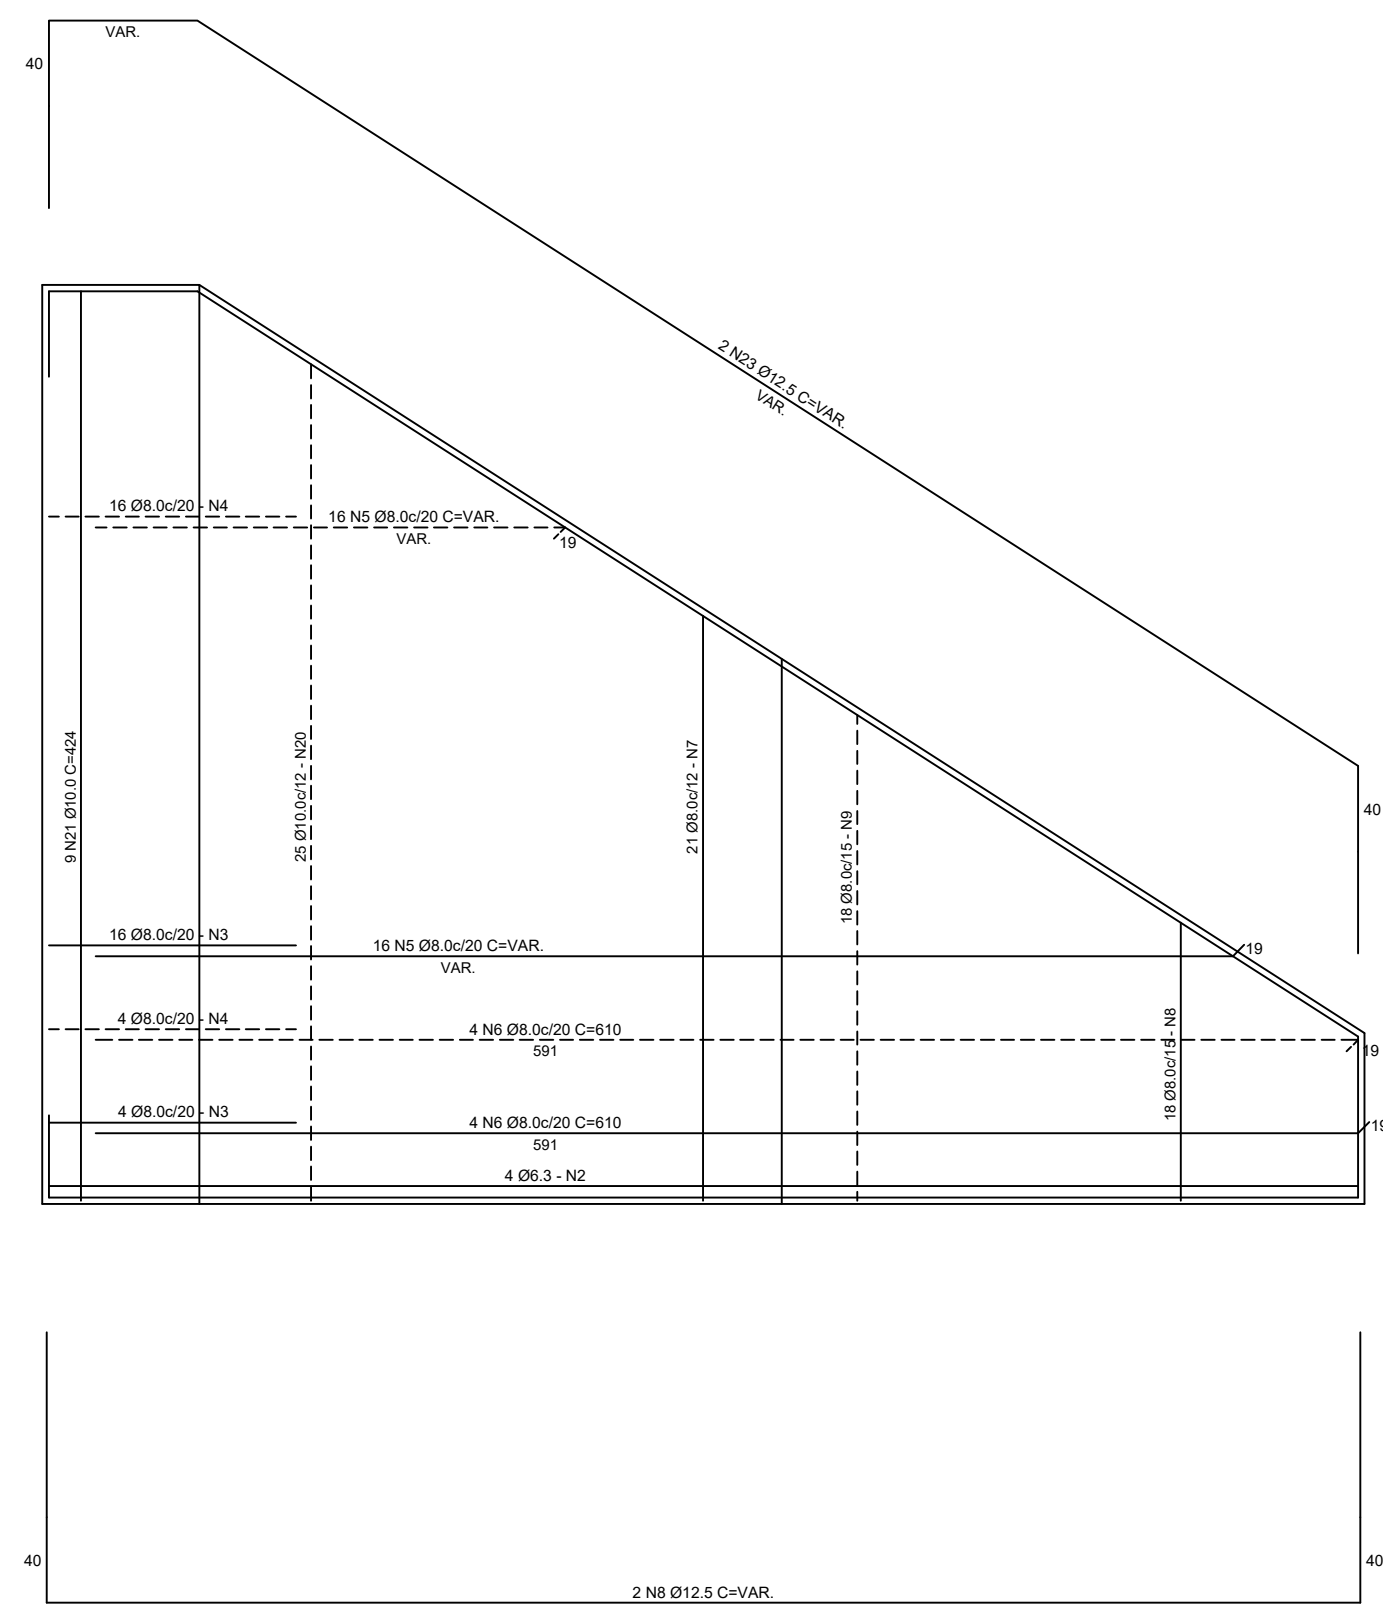 VAR.
40
2 N23 Ø12.5 C=VAR.
VAR.
16 Ø8.0c/20 - N4
16 N5 Ø8.0c/20 C=VAR.
VAR.
19
9 N21 Ø10.0 C=424
25 Ø10.0c/12 - N20
21 Ø8.0c/12 - N7
18 Ø8.0c/15 - N9
40
16 Ø8.0c/20 - N3
16 N5 Ø8.0c/20 C=VAR.
VAR.
19
4 Ø8.0c/20 - N4
4 N6 Ø8.0c/20 C=610
591
19
18 Ø8.0c/15 - N8
4 Ø8.0c/20 - N3
4 N6 Ø8.0c/20 C=610
591
19
4 Ø6.3 - N2
40
40
2 N8 Ø12.5 C=VAR.